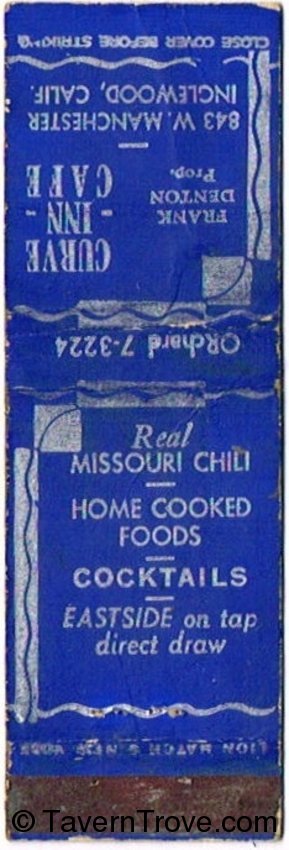 CLOSE COVER BEFORE STRIKING
843 W. MANCHESTER
INGLEWOOD, CALIF.
CURVE
- INN -
CAFE
FRANK
DENTON
Prop.
ORchard 7-3224
Real
MISSOURI CHILI
HOME COOKED
FOODS
COCKTAILS
EASTSIDE on tap
direct draw
LION MATCH
NEW YORK
© TavernTrove.com